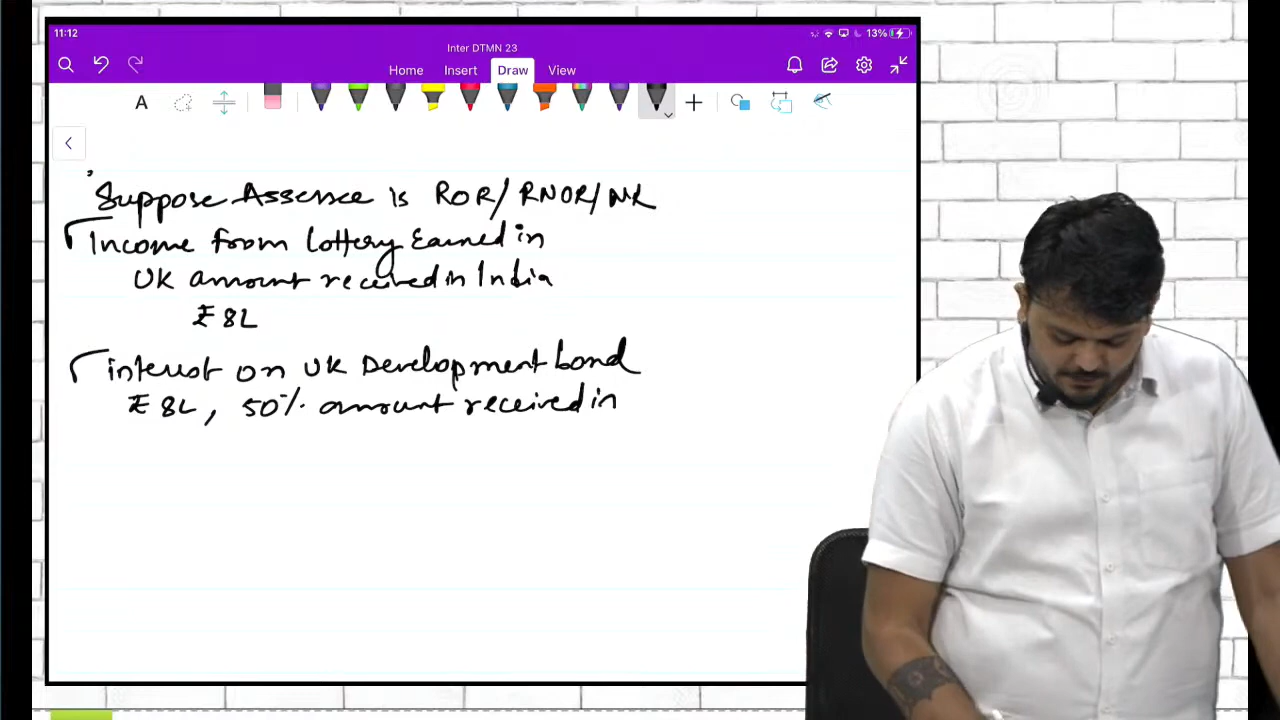 11:12
13%
Inter DTMN 23
Home Insert Draw View
A
Suppose Assessee is ROR/RNOR/NR
Income from lottery Earned in
UK amount received in India
₹ 8L
interest on UK Development bond
₹ 8L, 50% amount received in